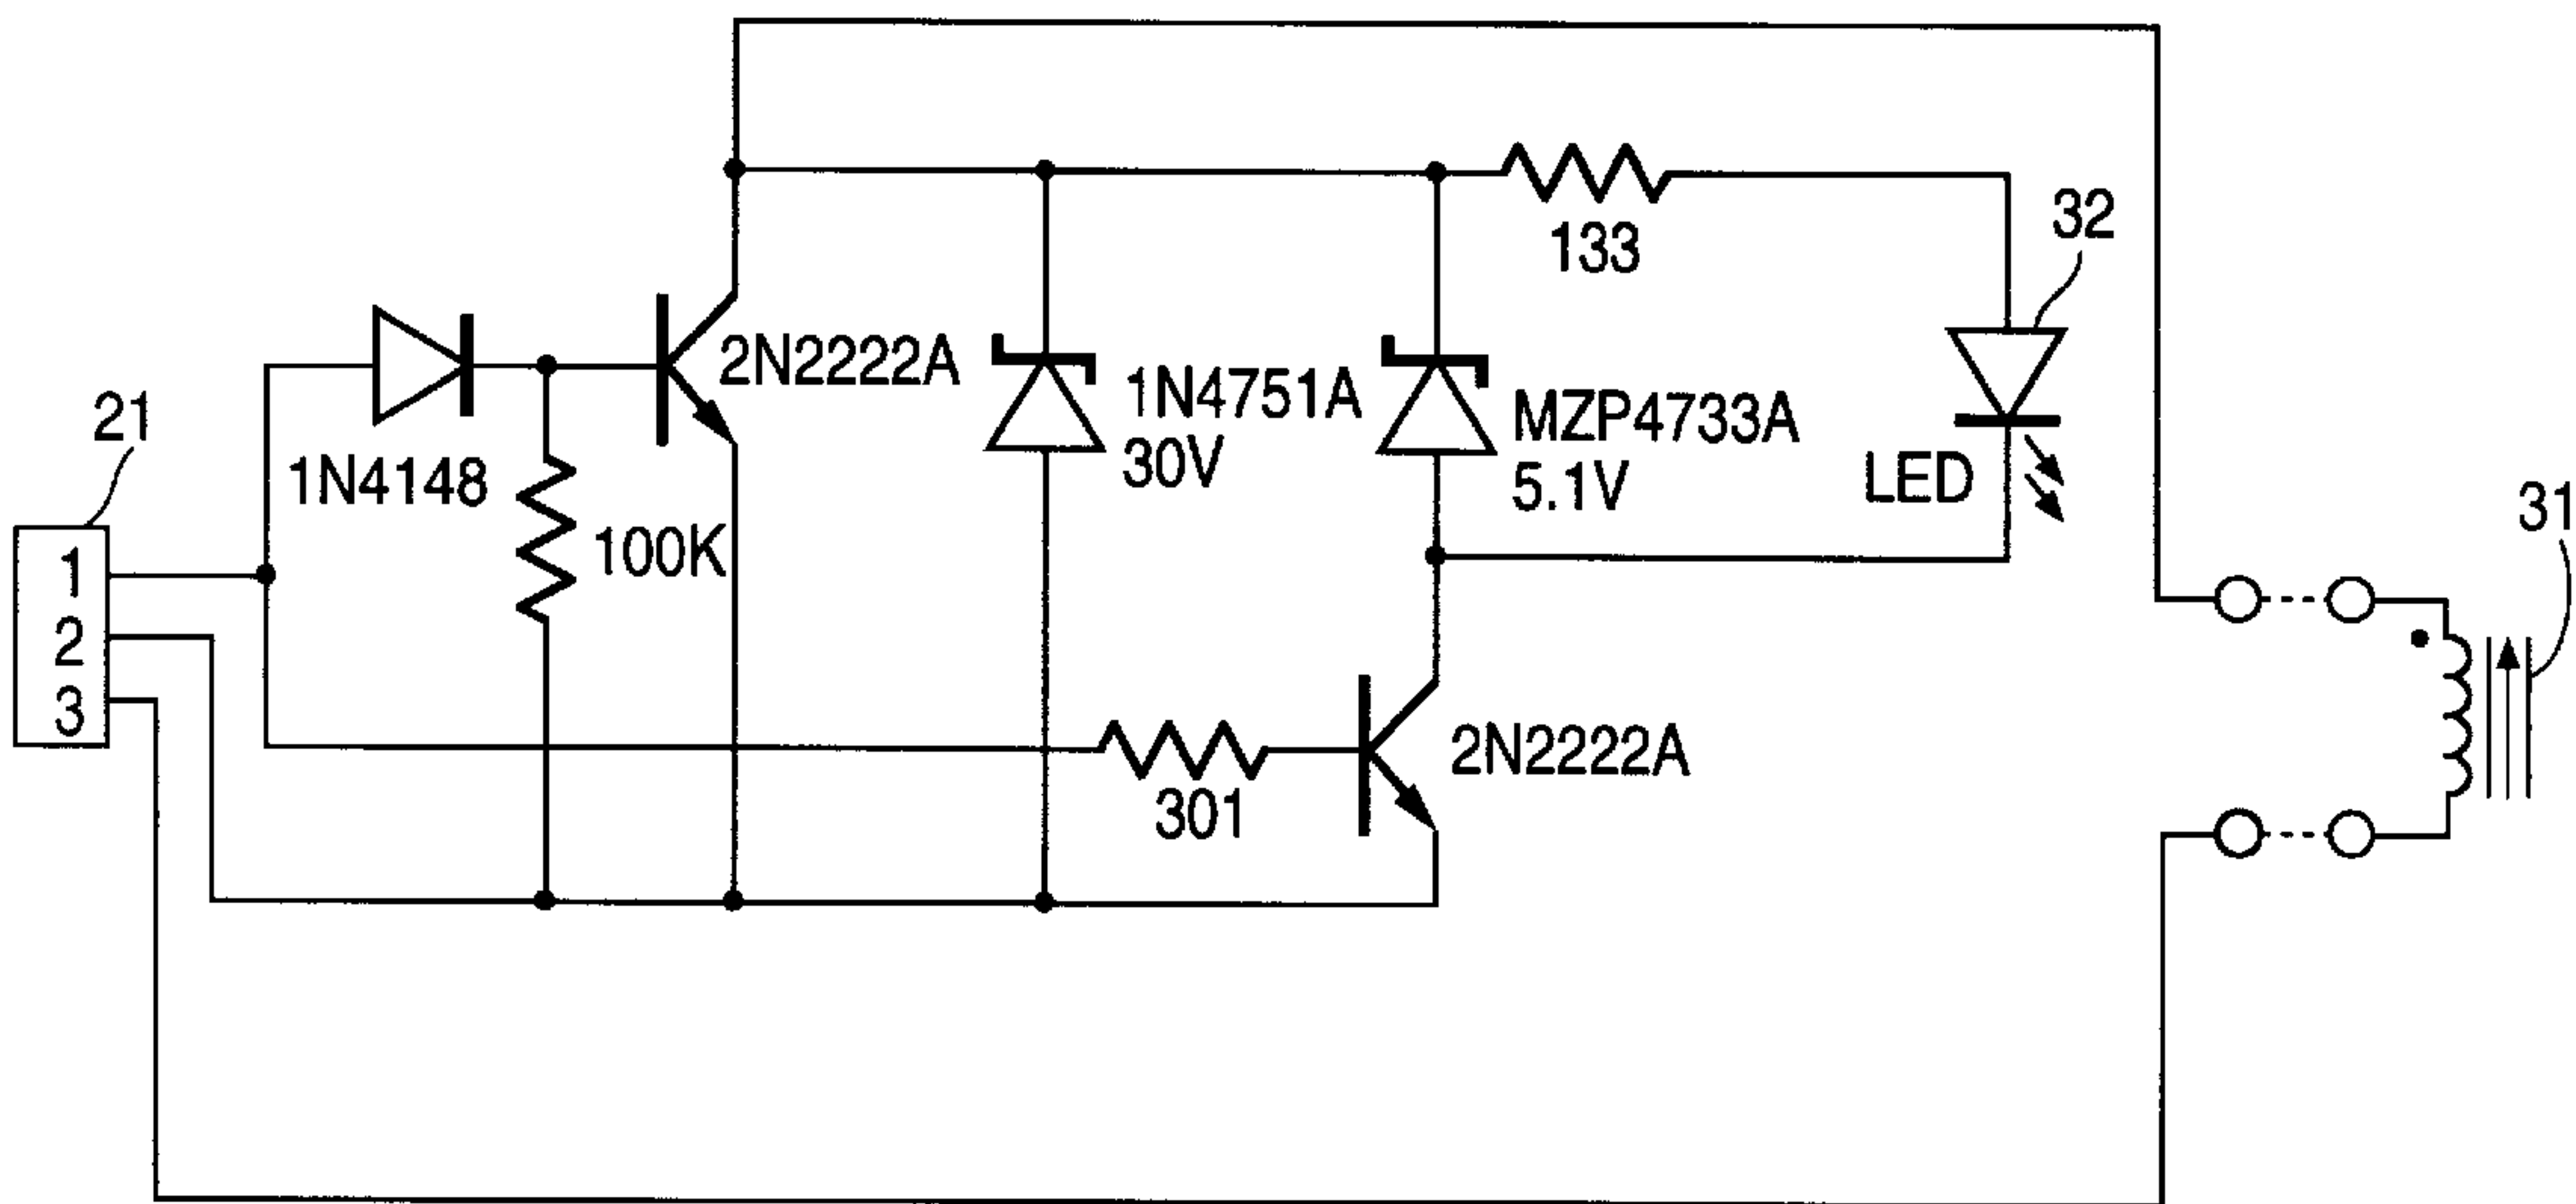 133
32
2N2222A
1N4751A
30V
MZP4733A
5.1V
LED
21
1N4148
100K
31
1
2
3
301
2N2222A